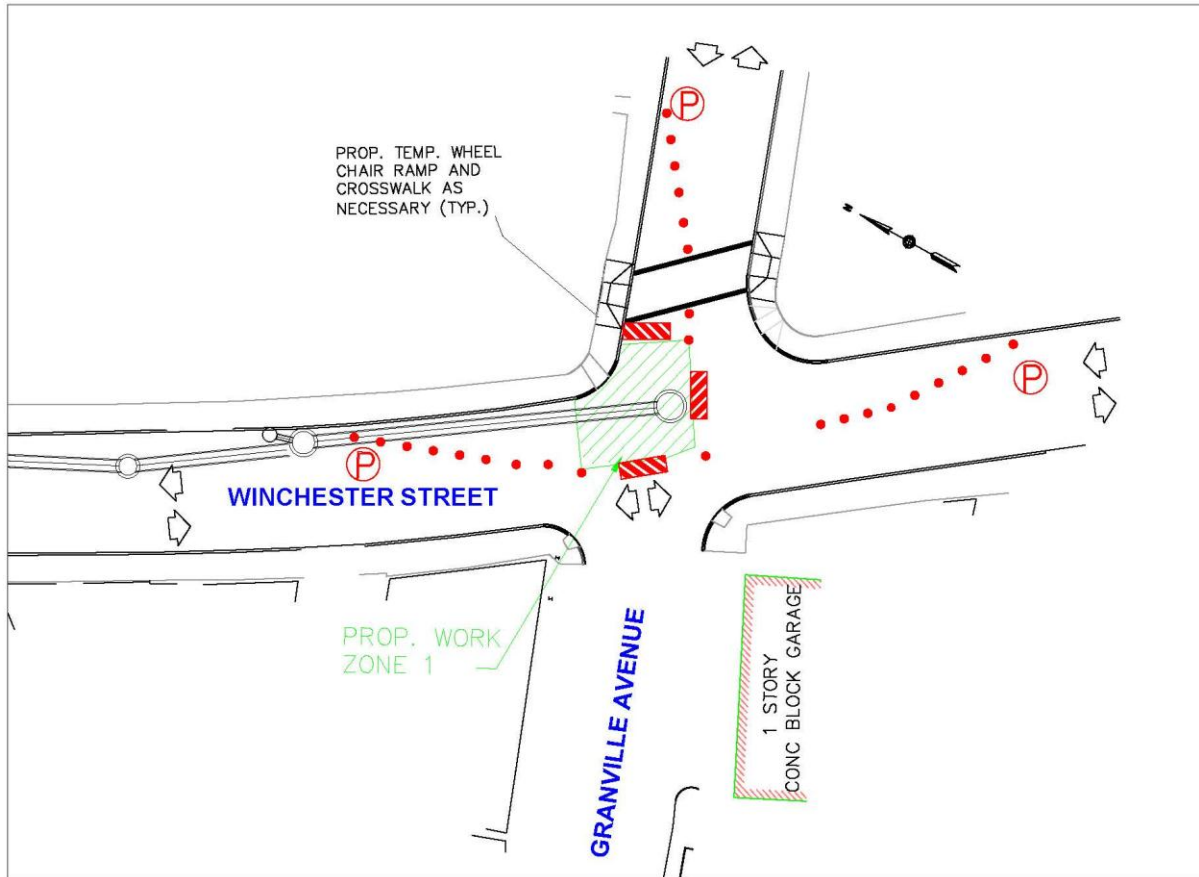 P
PROP. TEMP. WHEEL
CHAIR RAMP AND
CROSSWALK AS
NECESSARY (TYP.)
N
P
P
WINCHESTER STREET
PROP. WORK
ZONE 1
GRANVILLE AVENUE
1 STORY
CONC BLOCK GARAGE